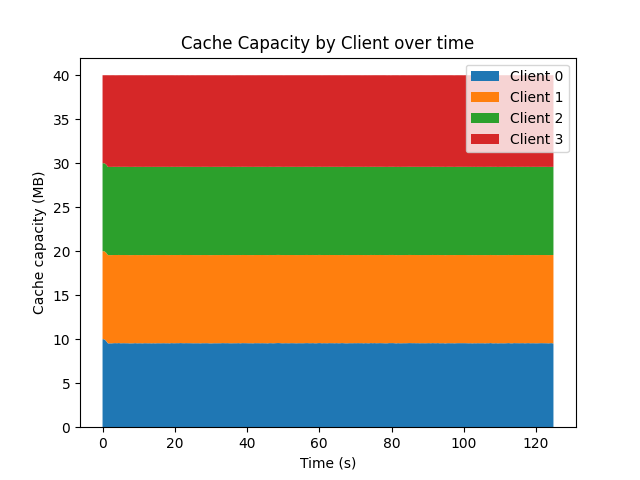 Cache Capacity by Client over time
Cache capacity (MB)
40
35
30
25
20
15
10
5
0
Client 0
Client 1
Client 2
Client 3
0 20 40 60 80 100 120
Time (s)